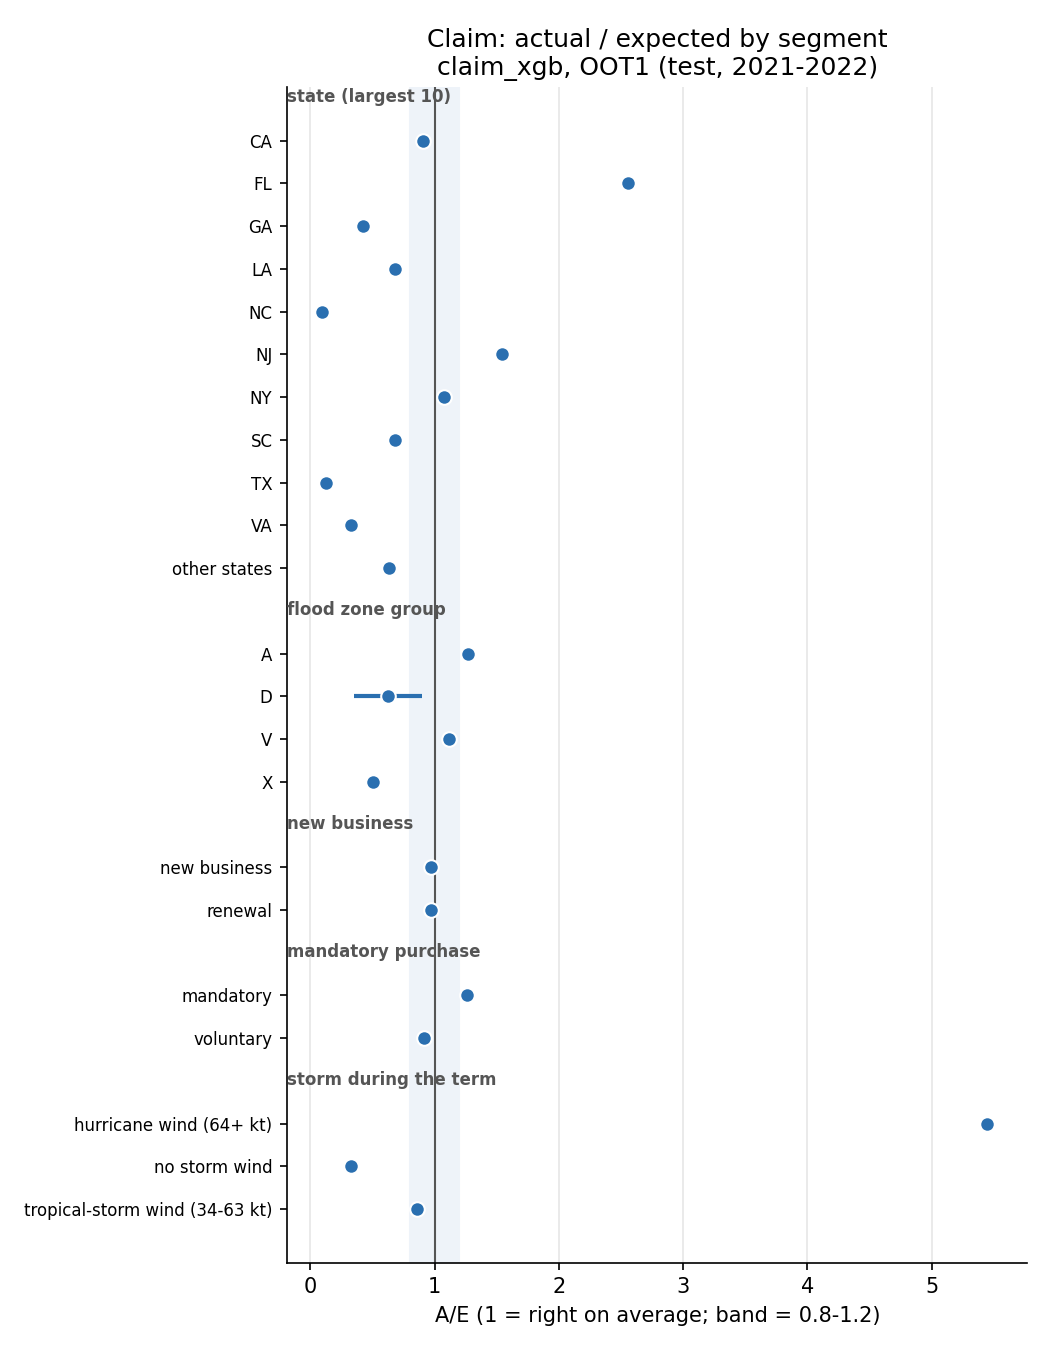 Claim: actual / expected by segment
claim_xgb, OOT1 (test, 2021-2022)
state (largest 10)
CA
FL
GA
LA
NC
NJ
NY
SC
TX
VA
other states
flood zone group
A
D
V
X
new business
new business
renewal
mandatory purchase
mandatory
voluntary
storm during the term
hurricane wind (64+ kt)
no storm wind
tropical-storm wind (34-63 kt)
0 1 2 3 4 5
A/E (1 = right on average; band = 0.8-1.2)